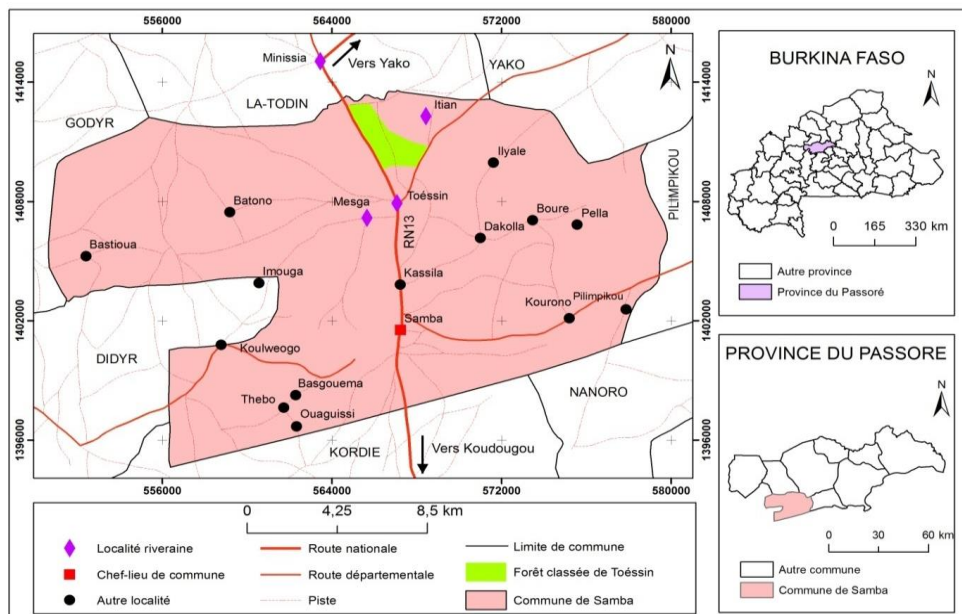 556000
564000
572000
580000
Minissia
Vers Yako
YAKO
N
LA-TODIN
Itian
GODYR
Ilyale
PILIMPIKOU
Batono
Mesga
Toéssin
Boure
Pella
RN13
Dakolla
Bastioua
Imouga
Kassila
Pilimpikou
Kourono
Samba
DIDYR
Koulweogo
Basgouema
NANORO
Thebo
Ouaguissi
KORDIE
Vers Koudougou
1414000
1408000
1402000
1396000
1414000
1408000
1402000
1396000
556000
564000
572000
580000
0 4,25 8,5 km
Localité riveraine
Route nationale
Limite de commune
Chef-lieu de commune
Route départementale
Forêt classée de Toéssin
Autre localité
Piste
Commune de Samba
BURKINA FASO
N
0 165 330 km
Autre province
Province du Passoré
PROVINCE DU PASSORE
N
km
0 30 60
Autre commune
Commune de Samba